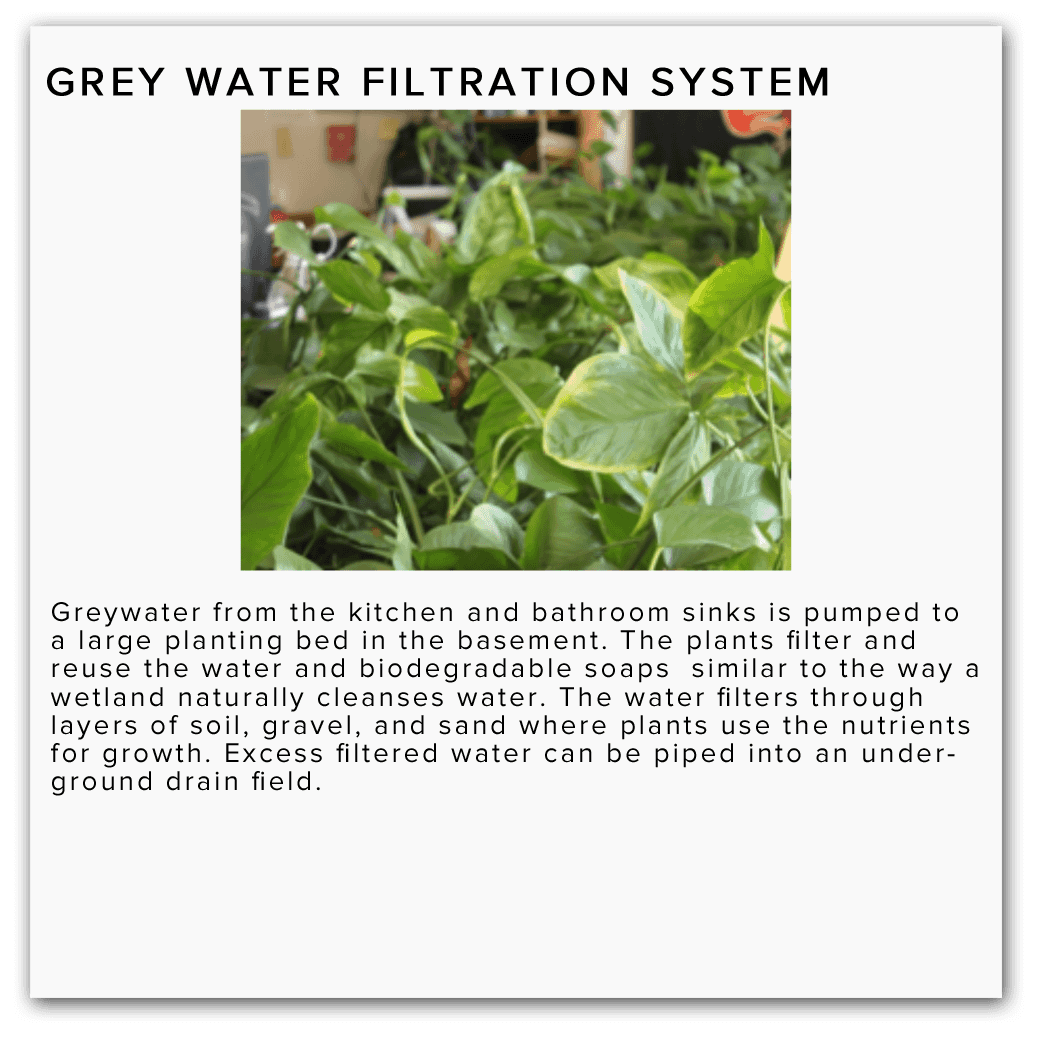 GREY WATER FILTRATION SYSTEM
Greywater from the kitchen and bathroom sinks is pumped to
a large planting bed in the basement. The plants filter and
reuse the water and biodegradable soaps  similar to the way a
wetland naturally cleanses water. The water filters through
layers of soil, gravel, and sand where plants use the nutrients
for growth. Excess filtered water can be piped into an under-
ground drain field.